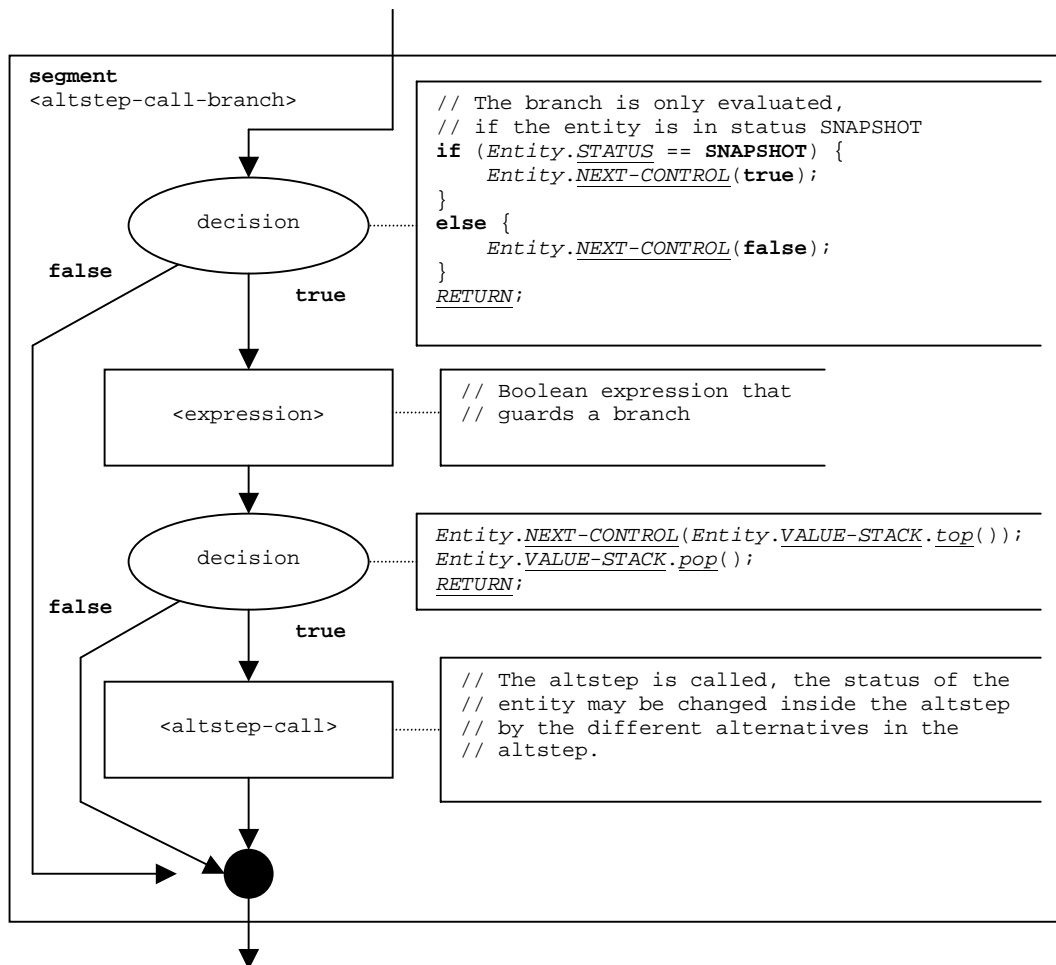 segment
<altstep-call-branch>
// The branch is only evaluated,
// if the entity is in status SNAPSHOT
if (Entity.STATUS == SNAPSHOT) {
Entity.NEXT-CONTROL(true);
}
else {
Entity.NEXT-CONTROL(false);
}
RETURN;
decision
false
true
<expression>
// Boolean expression that
// guards a branch
decision
Entity.NEXT-CONTROL(Entity.VALUE-STACK.top());
Entity.VALUE-STACK.pop();
RETURN;
false
true
<altstep-call>
// The altstep is called, the status of the
// entity may be changed inside the altstep
// by the different alternatives in the
// altstep.